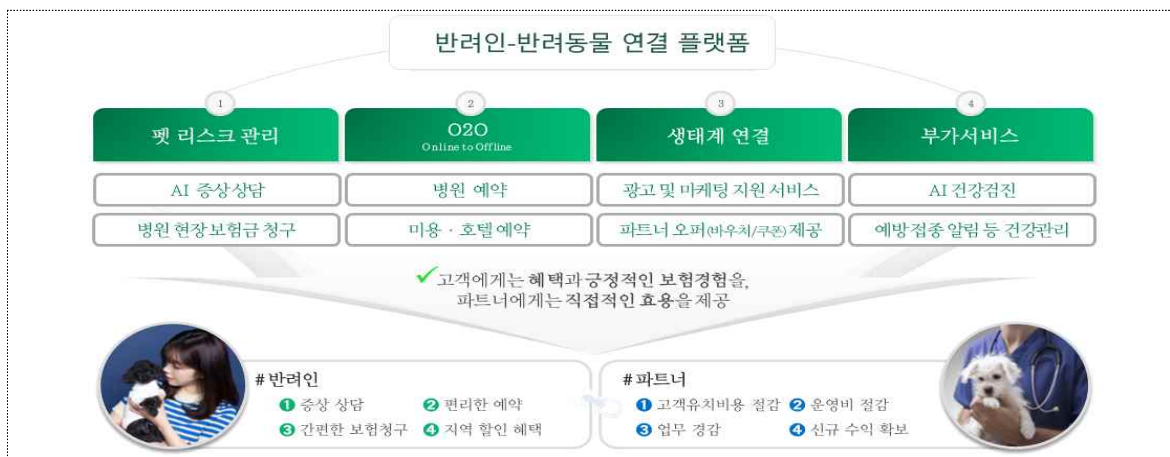 반려인-반려동물 연결 플랫폼
1
펫 리스크 관리
AI 증상상담
병원 현장 보험금 청구
2
O2O
Online to Offline
병원 예약
미용 · 호텔 예약
3
생태계 연결
광고 및 마케팅 지원 서비스
파트너 오퍼(바우처/쿠폰) 제공
4
부가서비스
AI 건강검진
예방 접종 알림 등 건강관리
✓고객에게는 혜택과 긍정적인 보험경험을,
파트너에게는 직접적인 효용을 제공
#반려인
1 증상 상담 2 편리한 예약
3 간편한 보험청구 4 지역 할인 혜택
#파트너
1 고객유치비용 절감 2 운영비 절감
3 업무 경감 4 신규 수익 확보